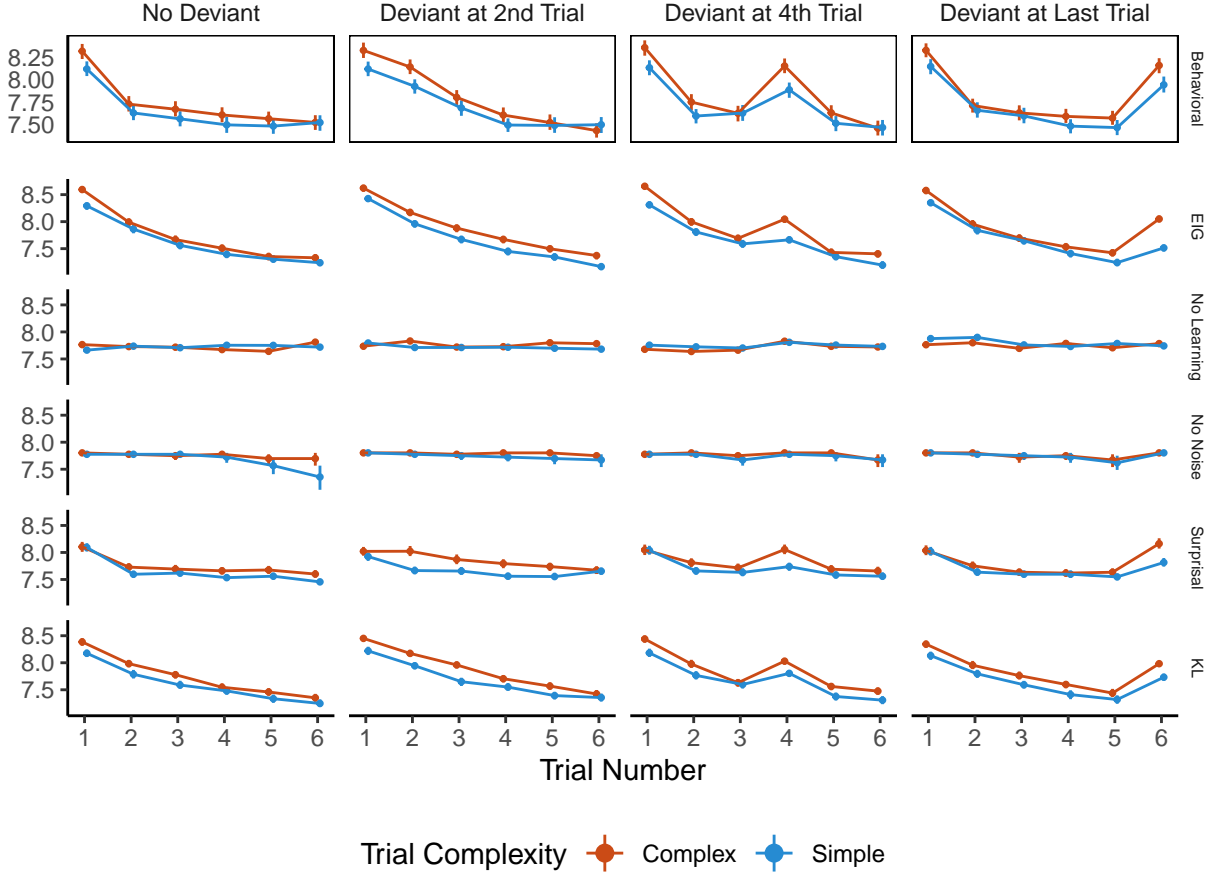 No Deviant Deviant at 2nd Trial Deviant at 4th Trial Deviant at Last Trial
8.25
8.00
7.75
7.50
Behavioral
8.5
8.0
7.5
EIG
8.5
8.0
7.5
No Learning
8.5
8.0
7.5
No Noise
8.5
8.0
7.5
Surprisal
8.5
8.0
7.5
KL
1 2 3 4 5 6 1 2 3 4 5 6 1 2 3 4 5 6 1 2 3 4 5 6
Trial Number
Trial Complexity Complex Simple